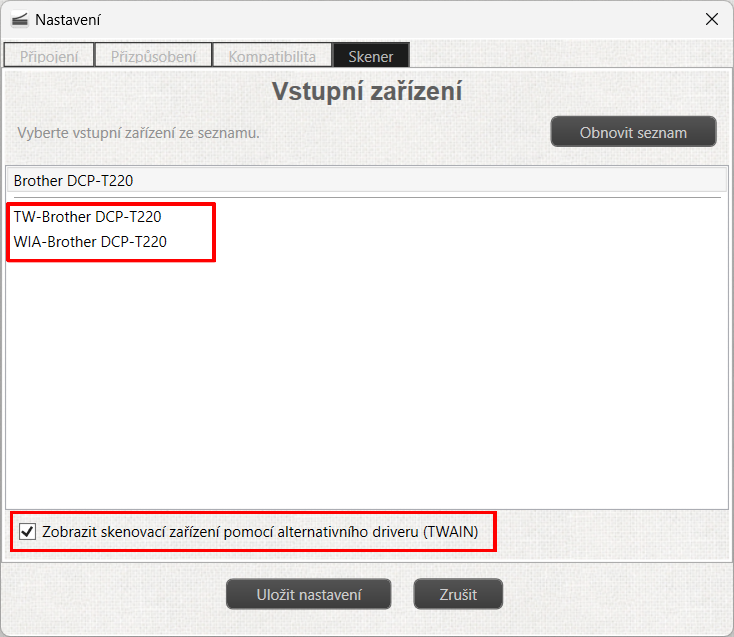 Nastavení
Připojení Přizpůsobení Kompatibilita Skener
Vstupní zařízení
Vyberte vstupní zařízení ze seznamu. Obnovit seznam
Brother DCP-T220
TW-Brother DCP-T220
WIA-Brother DCP-T220
Zobrazit skenovací zařízení pomocí alternativního driveru (TWAIN)
Uložit nastavení Zrušit